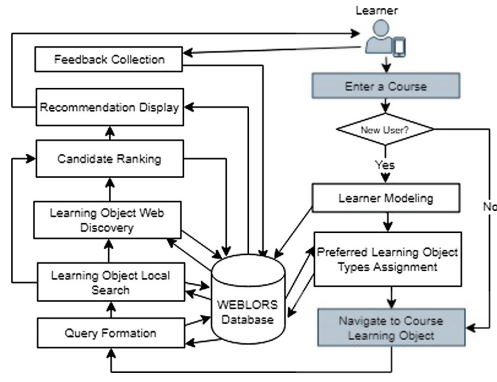 Learner
Feedback Collection
Enter a Course
Recommendation Display
New User?
Candidate Ranking
Yes
Learner Modeling
No
Learning Object Web
Discovery
Preferred Learning Object
Types Assignment
Learning Object Local
Search
WEBLORS
Database
Query Formation
Navigate to Course
Learning Object